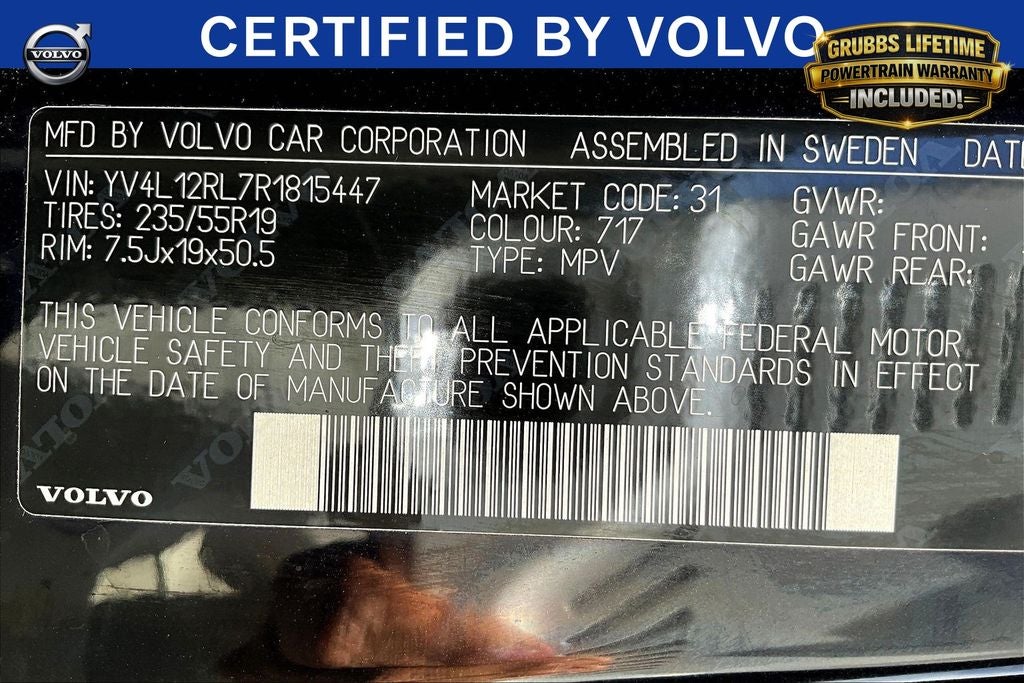 CERTIFIED BY VOLVO
VOLVO
GRUBBS LIFETIME
POWERTRAIN WARRANTY
INCLUDED!
MFD BY VOLVO CAR CORPORATION ASSEMBLED IN SWEDEN DATE
VIN: YV4L12RL7R1815447 MARKET CODE: 31 GVWR:
TIRES: 235/55R19 COLOUR: 717 GAWR FRONT:
RIM: 7.5Jx19x50.5 TYPE: MPV GAWR REAR:
THIS VEHICLE CONFORMS TO ALL APPLICABLE FEDERAL MOTOR
VEHICLE SAFETY AND THEFT PREVENTION STANDARDS IN EFFECT
ON THE DATE OF MANUFACTURE SHOWN ABOVE.
VOLVO